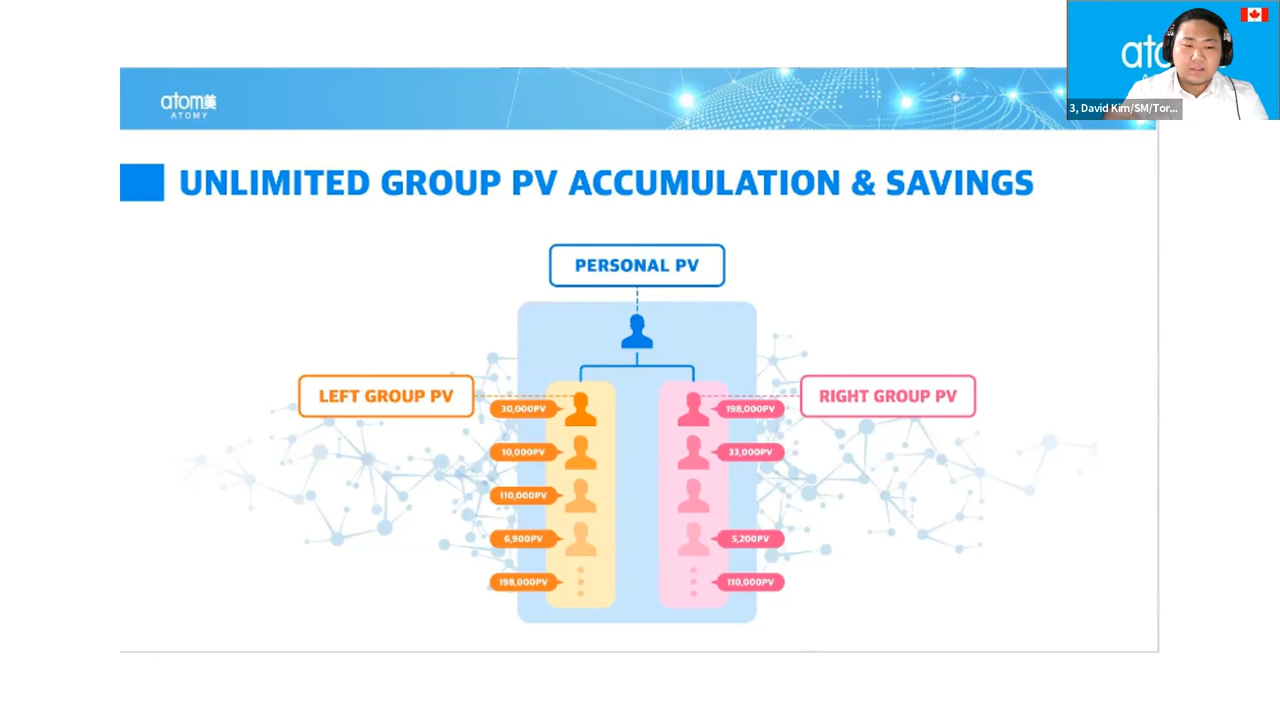 atom美
ATOMY
ato
A
3, David Kim/SM/Tor...
UNLIMITED GROUP PV ACCUMULATION & SAVINGS
PERSONAL PV
LEFT GROUP PV
RIGHT GROUP PV
30,000PV
198,000PV
10,000PV
33,000PV
110,000PV
6,900PV
5,200PV
198,000PV
110,000PV